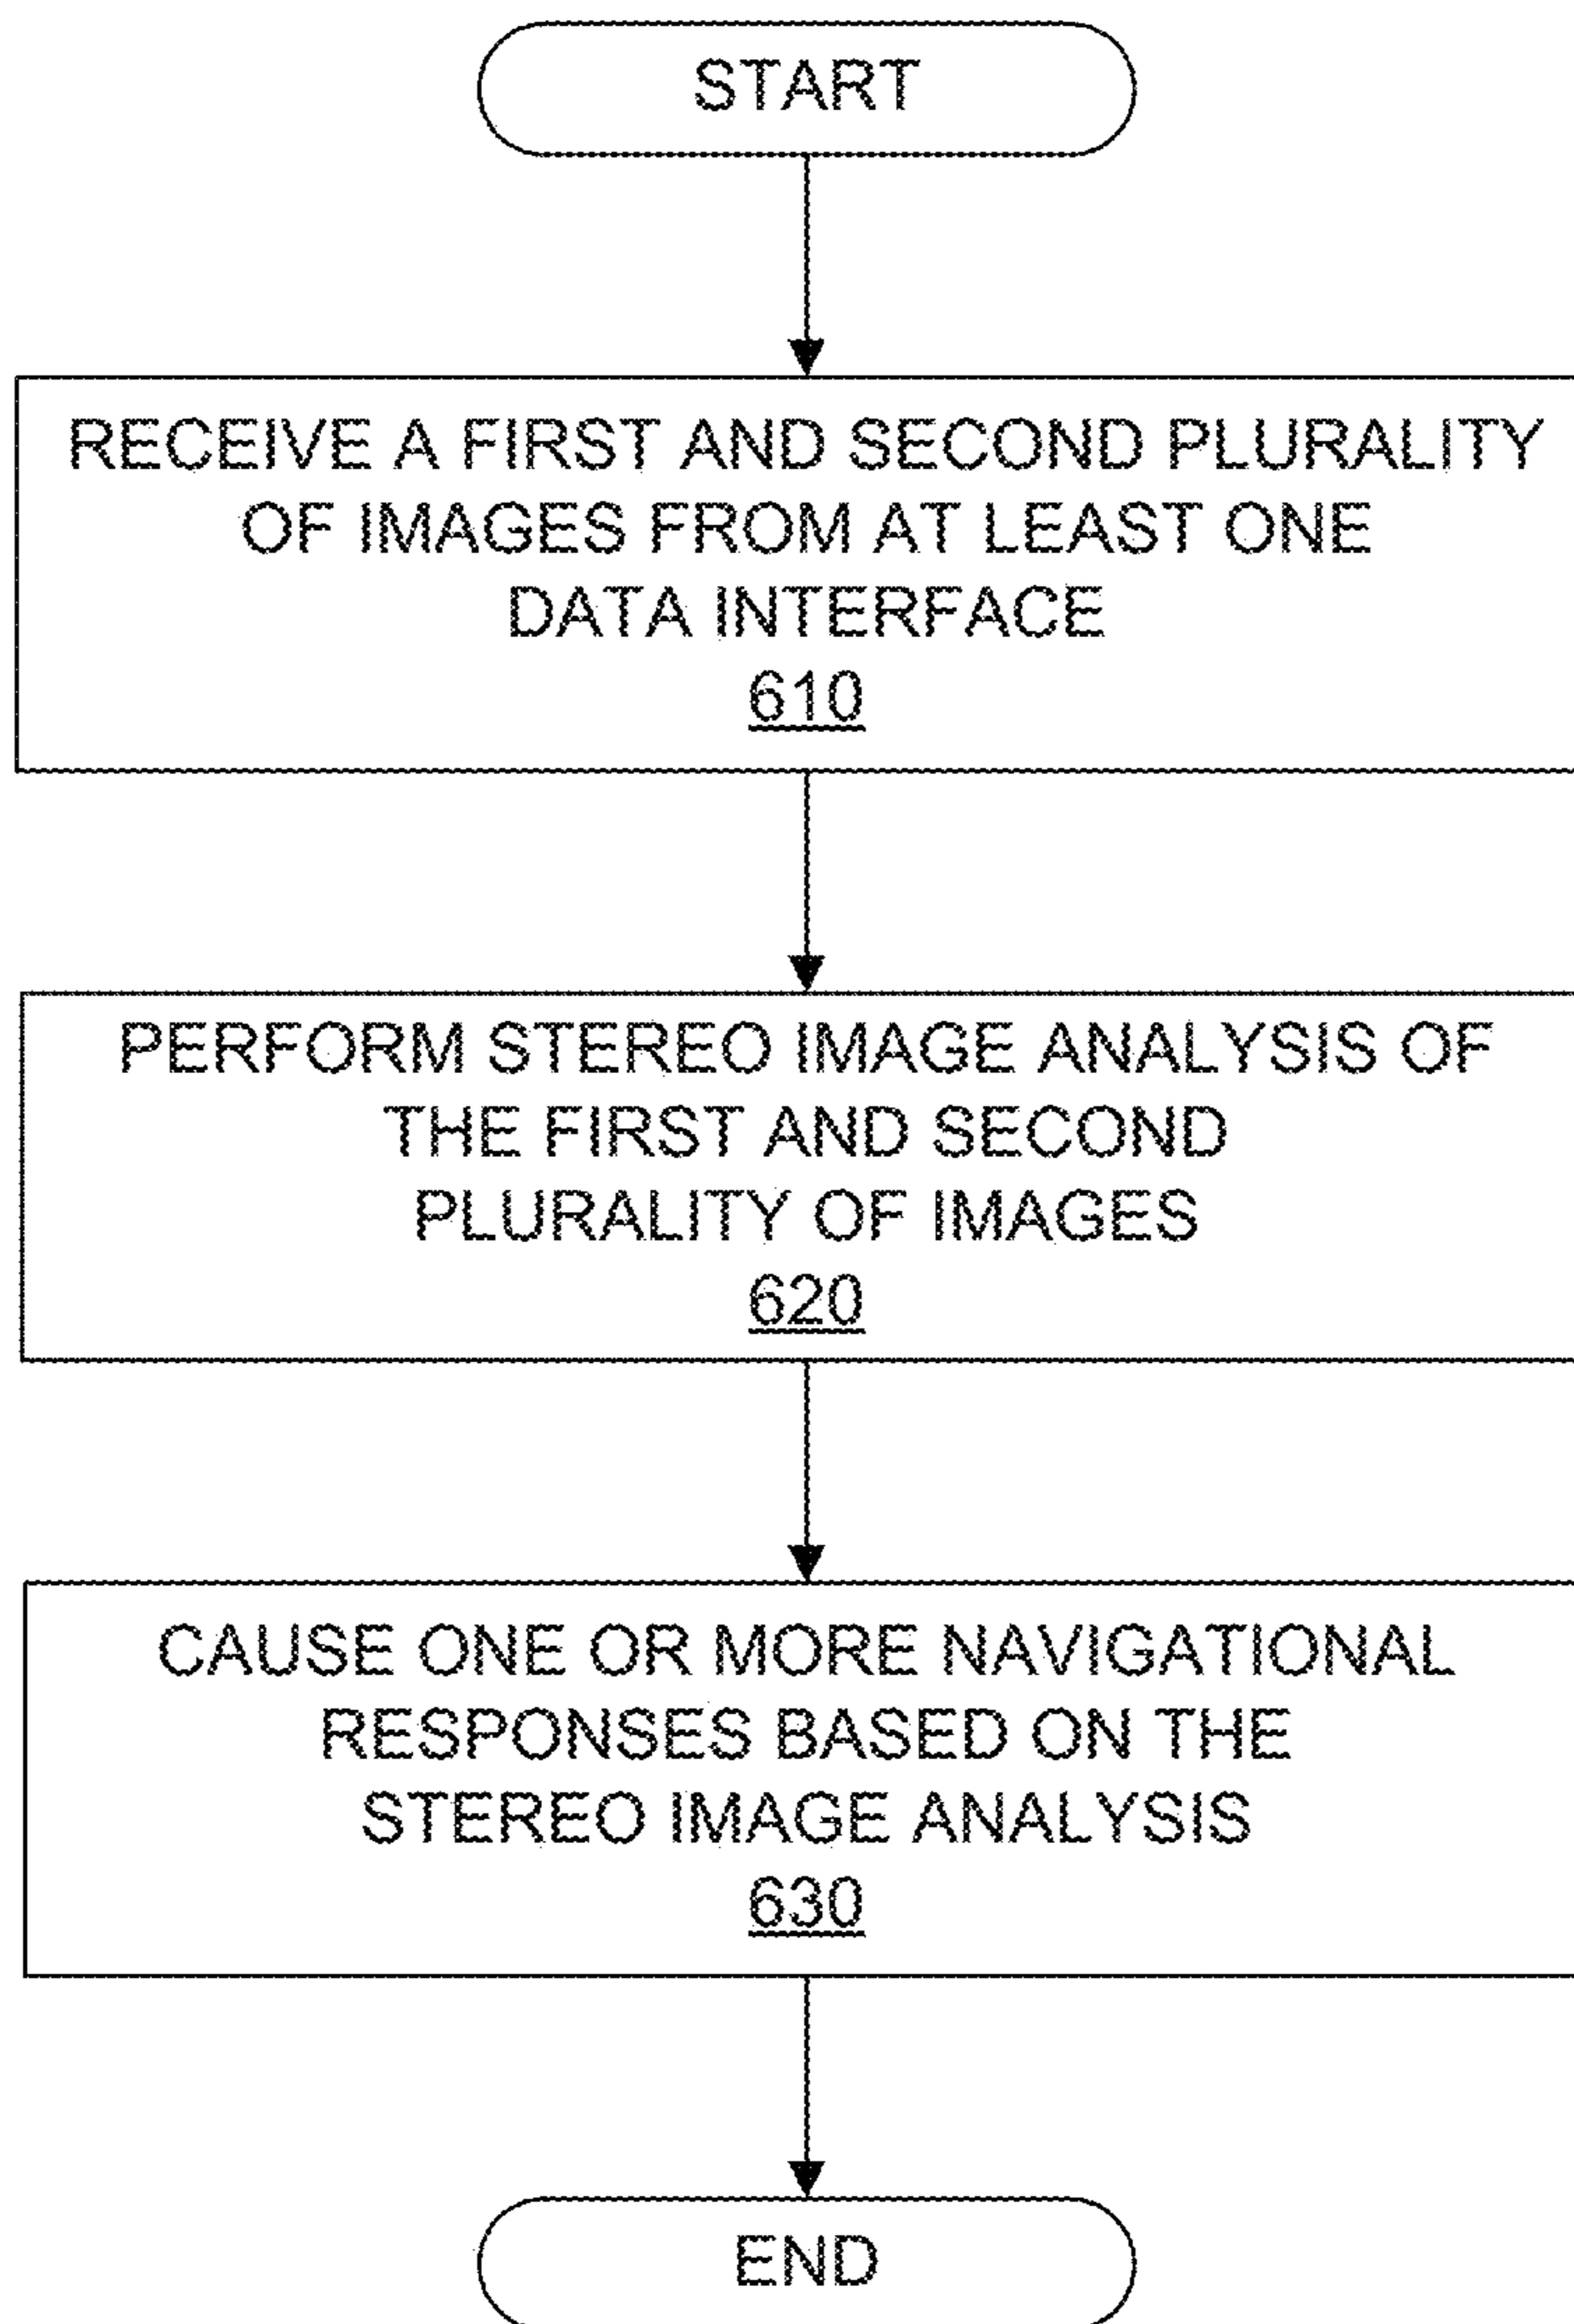 START
RECEIVE A FIRST AND SECOND PLURALITY
OF IMAGES FROM AT LEAST ONE
DATA INTERFACE
610
PERFORM STEREO IMAGE ANALYSIS OF
THE FIRST AND SECOND
PLURALITY OF IMAGES
620
CAUSE ONE OR MORE NAVIGATIONAL
RESPONSES BASED ON THE
STEREO IMAGE ANALYSIS
630
END